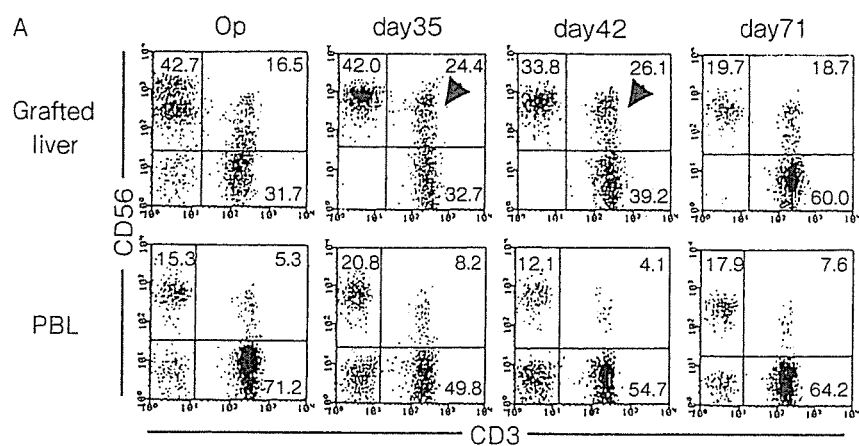 A
Op day35 day42 day71
Grafted liver
PBL
CD56
CD3
42.7 16.5 42.0 24.4 33.8 26.1 19.7 18.7
31.7 32.7 39.2 60.0
15.3 5.3 20.8 8.2 12.1 4.1 17.9 7.6
71.2 49.8 54.7 64.2